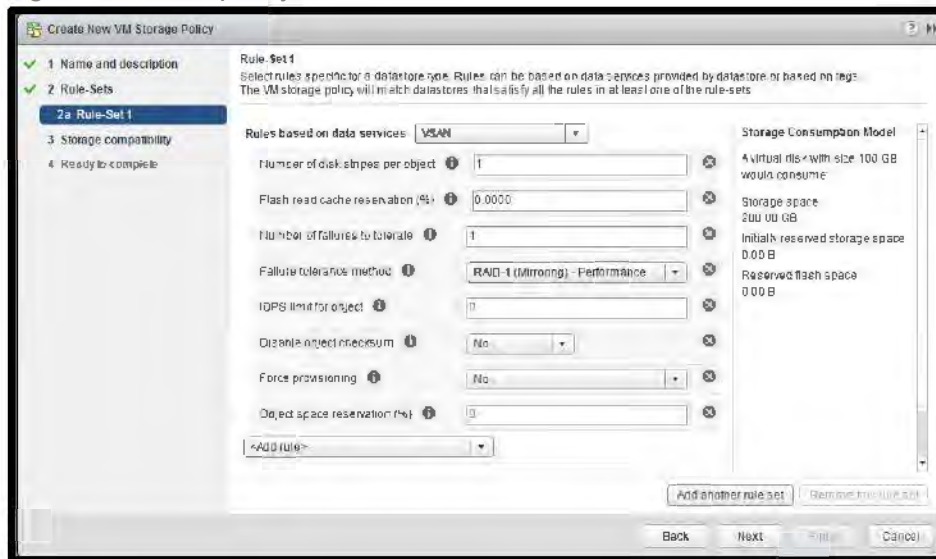 Create New VM Storage Policy
1 Name and description
2 Rule-Sets
2a Rule-Set 1
3 Storage compatibility
4 Ready to complete
Rule-Set 1
Select rules specific for a datastore type. Rules can be based on data services provided by datastore or based on tags.
The VM storage policy will match datastores that satisfy all the rules in at least one of the rule-sets
Rules based on data services VSAN
Number of disk stripes per object 1
Flash read cache reservation (%) 0.0000
Number of failures to tolerate 1
Failure tolerance method RAID-1 (Mirroring) - Performance
IOPS limit for object 0
Disable object checksum No
Force provisioning No
Object space reservation (%) 0
<Add rule>
Storage Consumption Model
A virtual disk with size 100 GB
would consume
Storage space
200.00 GB
Initially reserved storage space
0.00 B
Reserved flash space
0.00 B
Add another rule set Remove this rule set
Back Next Finish Cancel